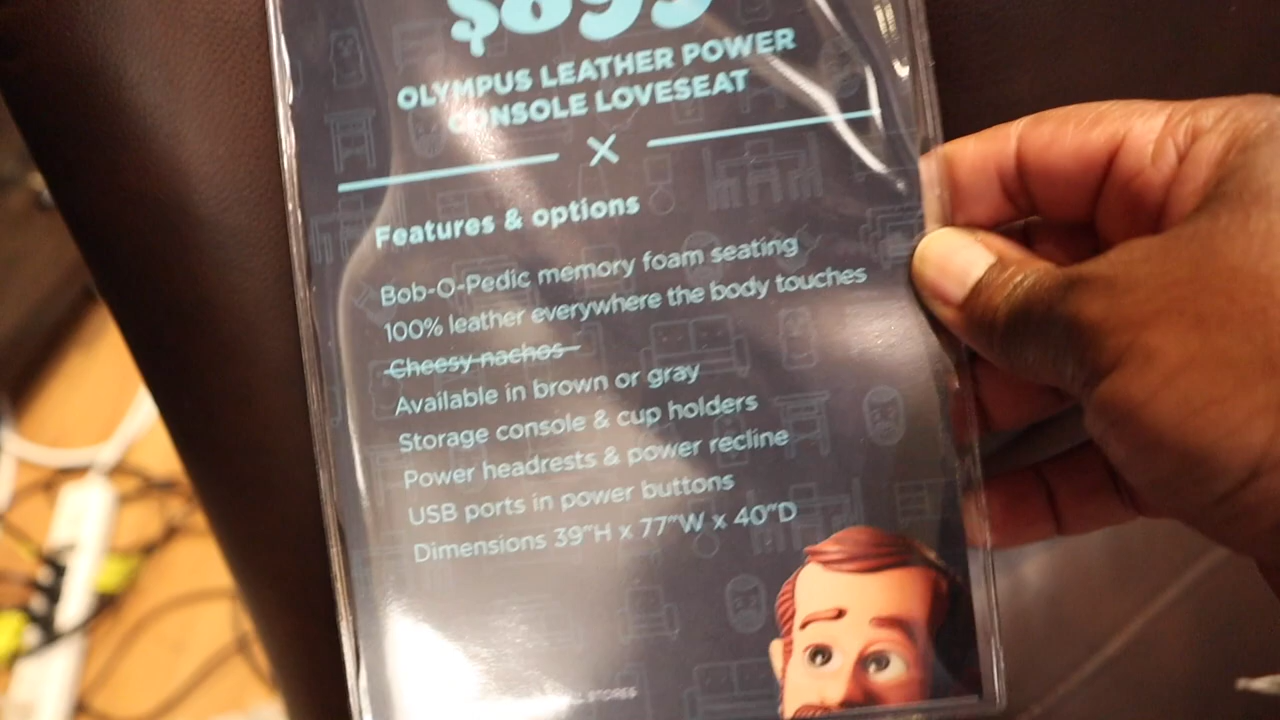 $899
OLYMPUS LEATHER POWER
CONSOLE LOVESEAT
X
Features & options
Bob-O-Pedic memory foam seating
100% leather everywhere the body touches
Cheesy nachos
Available in brown or gray
Storage console & cup holders
Power headrests & power recline
USB ports in power buttons
Dimensions 39"H x 77"W x 40"D
STORES